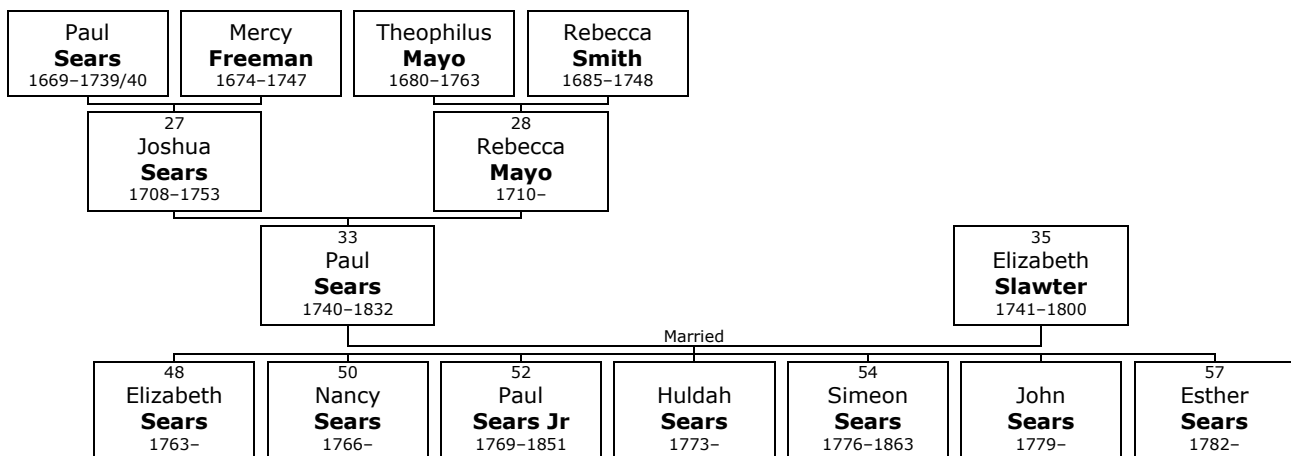 Paul
Sears
1669–1739/40
Mercy
Freeman
1674–1747
Theophilus
Mayo
1680–1763
Rebecca
Smith
1685–1748
27
Joshua
Sears
1708–1753
28
Rebecca
Mayo
1710–
33
Paul
Sears
1740–1832
35
Elizabeth
Slawter
1741–1800
Married
48
Elizabeth
Sears
1763–
50
Nancy
Sears
1766–
52
Paul
Sears Jr
1769–1851
Huldah
Sears
1773–
54
Simeon
Sears
1776–1863
John
Sears
1779–
57
Esther
Sears
1782–